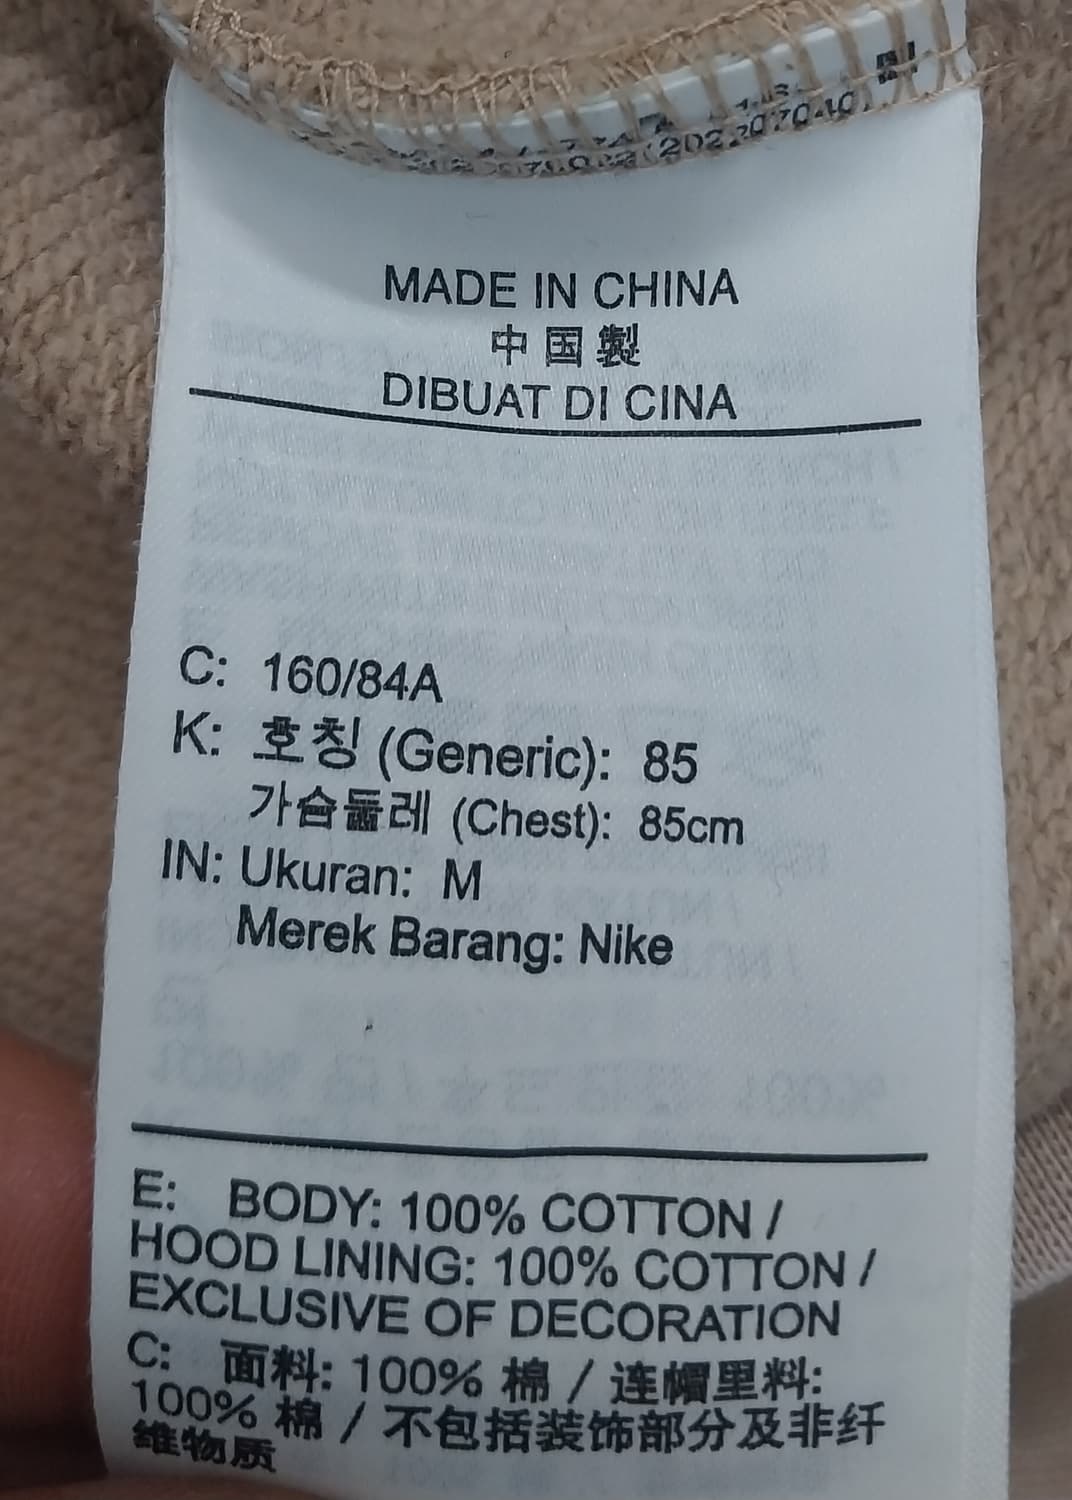 MADE IN CHINA
中国製
DIBUAT DI CINA
C: 160/84A
K: 호칭 (Generic): 85
가슴둘레 (Chest): 85cm
IN: Ukuran: M
Merek Barang: Nike
E: BODY: 100% COTTON /
HOOD LINING: 100% COTTON /
EXCLUSIVE OF DECORATION
C: 面料: 100% 棉 / 连帽里料:
100% 棉 / 不包括装饰部分及非纤
维物质